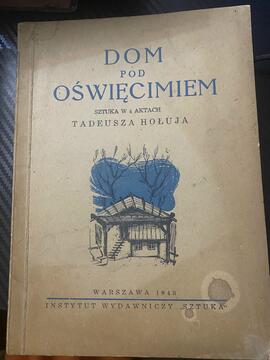 DOM
POD
OŚWIĘCIMIEM
SZTUKA W 4 AKTACH
TADEUSZA HOŁUJA
WARSZAWA 1948
INSTYTUT WYDAWNICZY „SZTUKA"